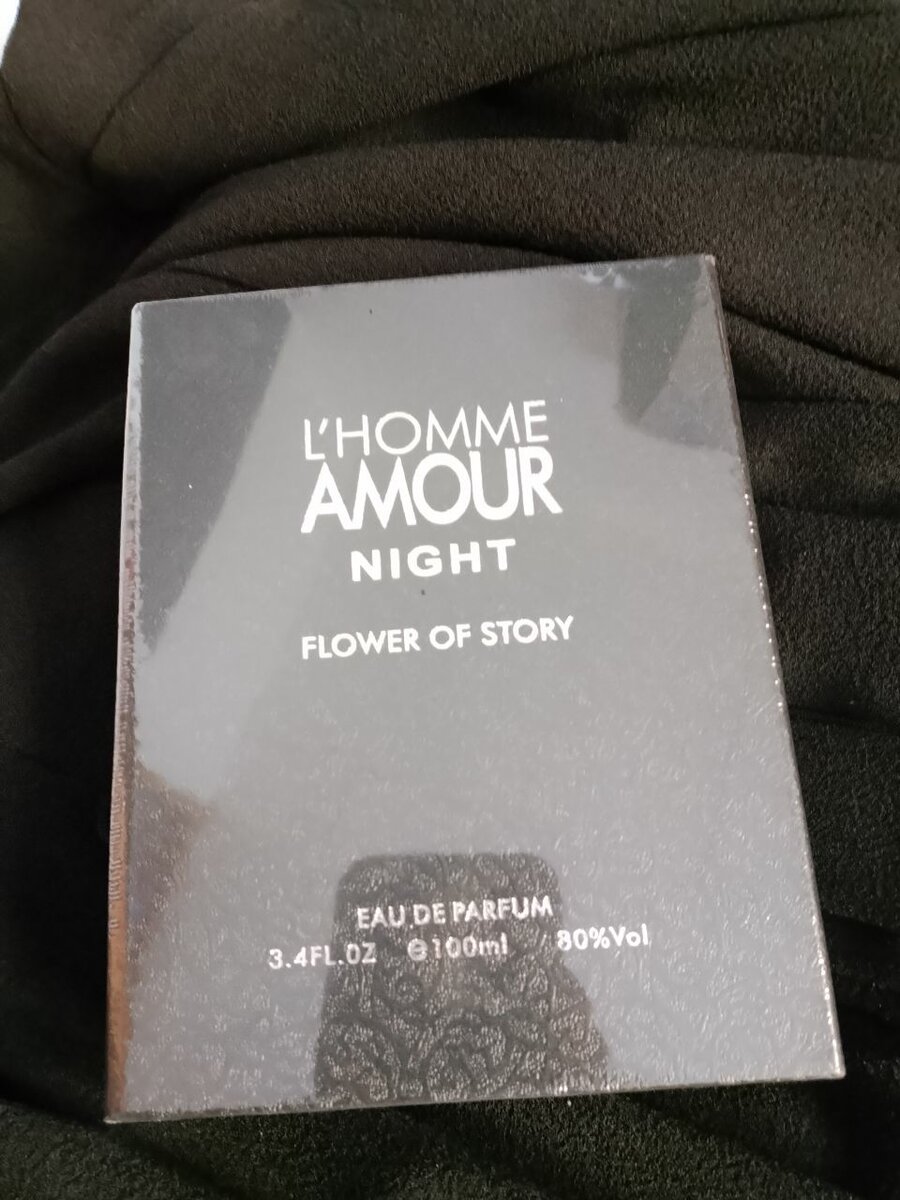 L'HOMME
AMOUR
NIGHT
FLOWER OF STORY
EAU DE PARFUM
3.4FL.OZ ℮100ml 80%Vol